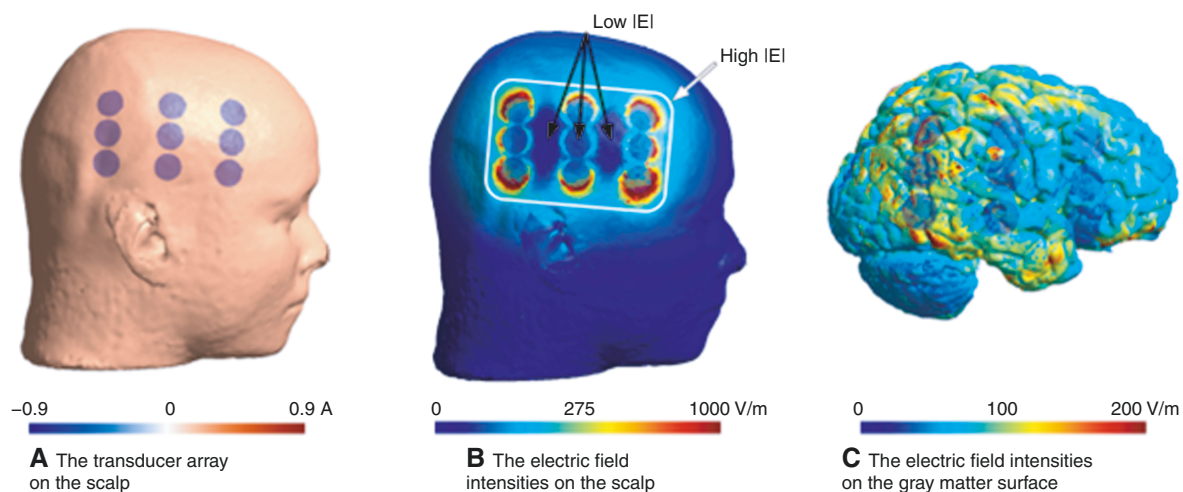 Low |E|
High |E|
−0.9 0 0.9 A
A The transducer array
on the scalp
0 275 1000 V/m
B The electric field
intensities on the scalp
0 100 200 V/m
C The electric field intensities
on the gray matter surface